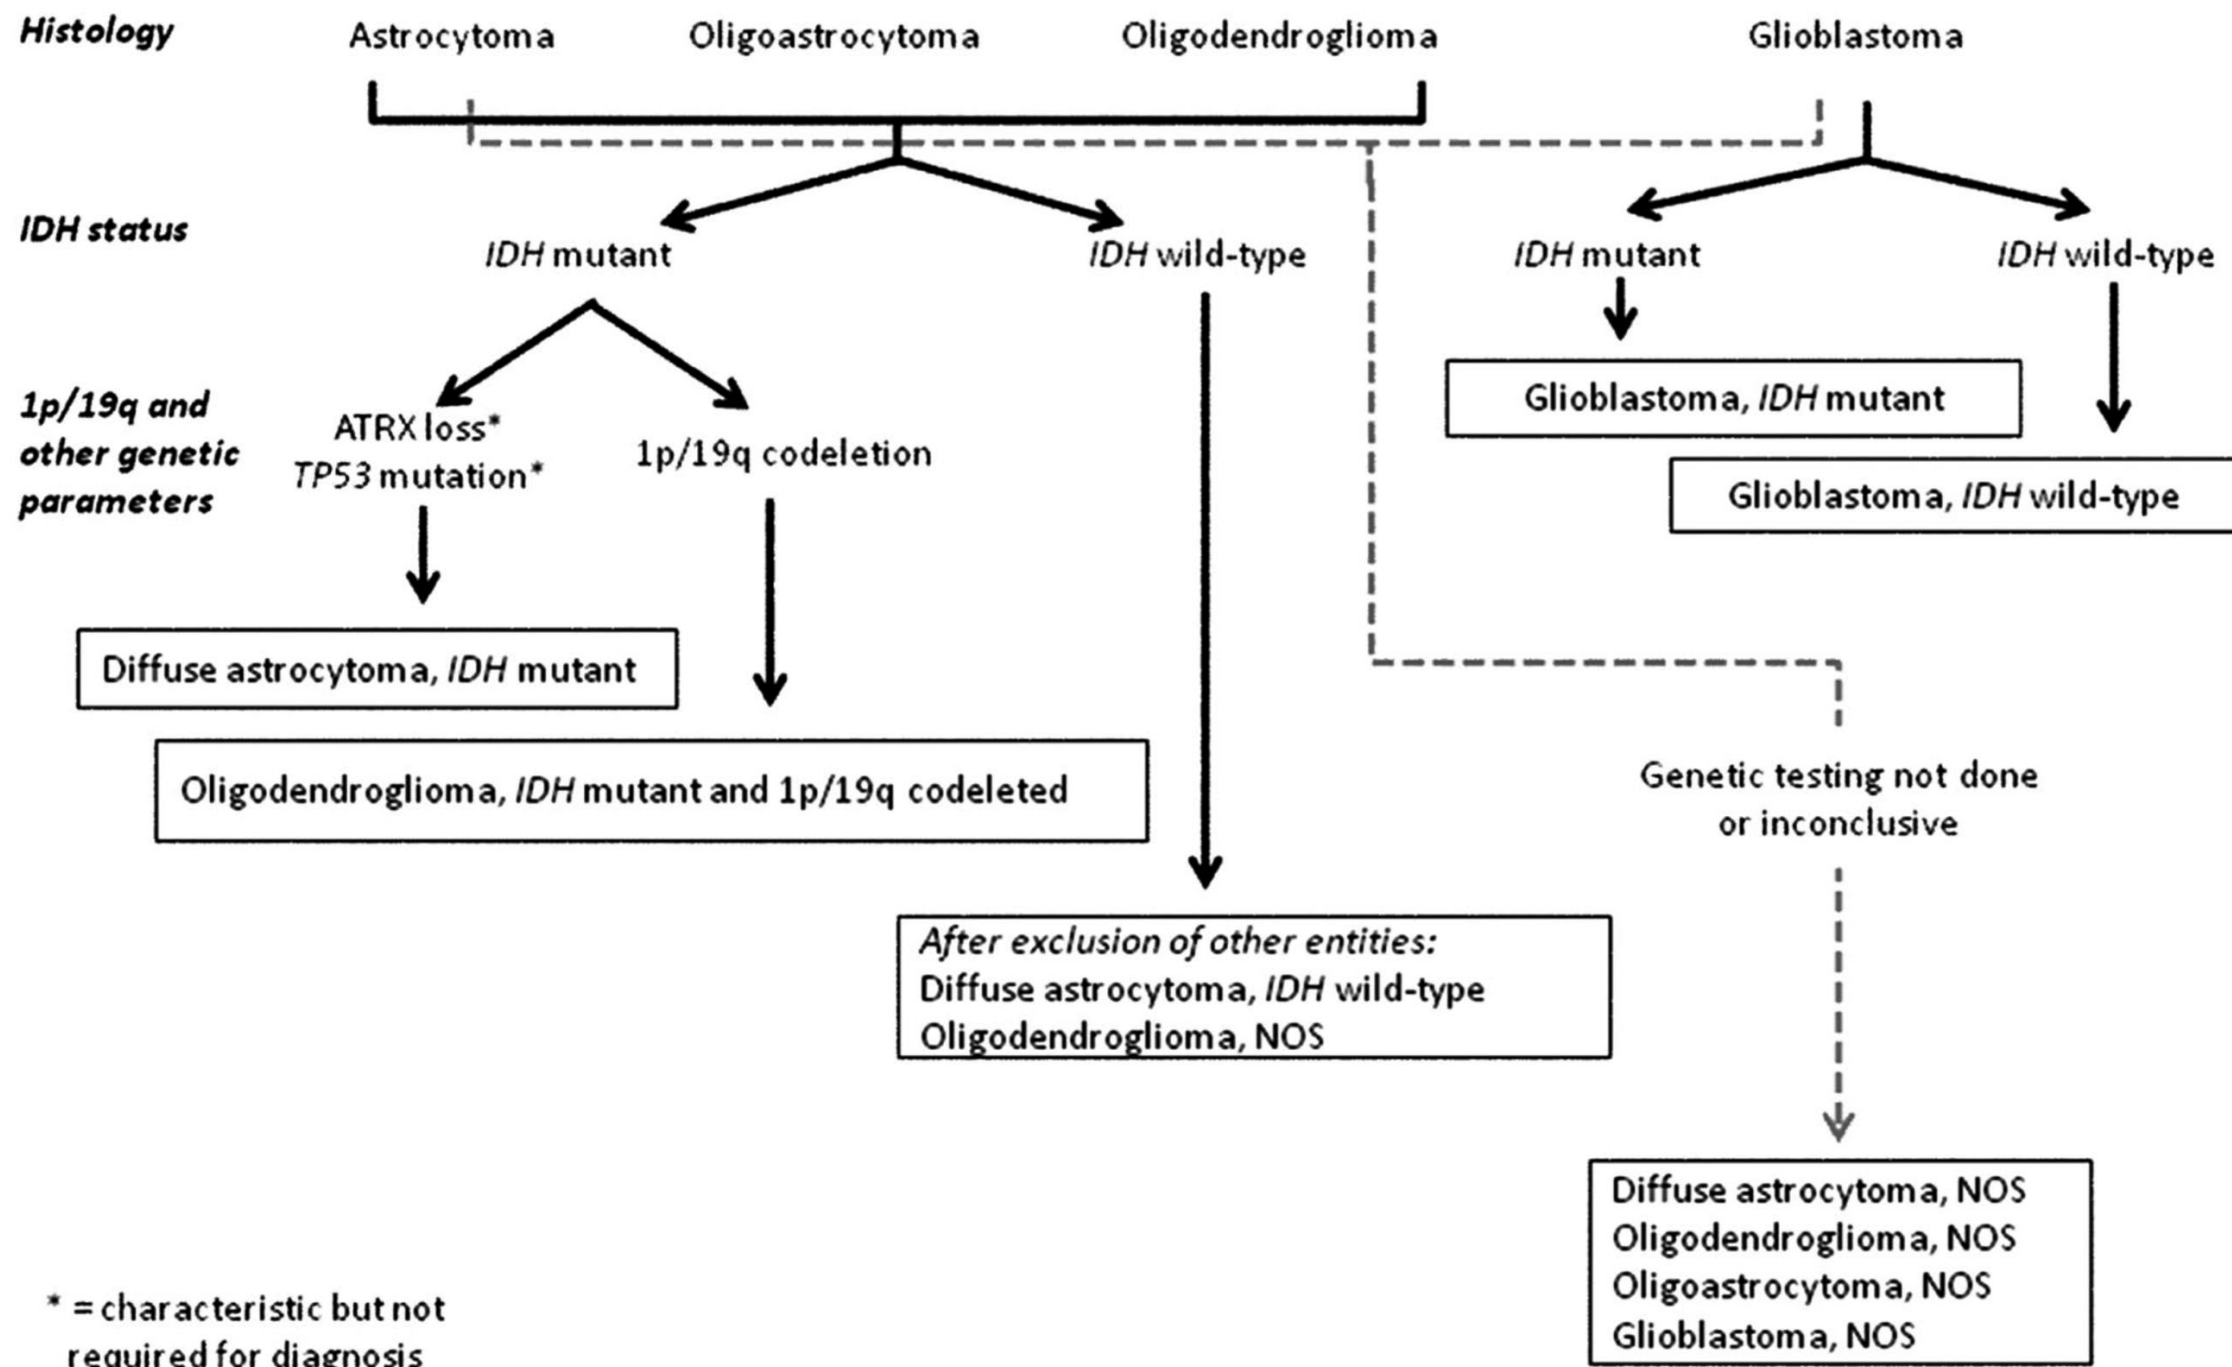 Histology
Astrocytoma
Oligoastrocytoma
Oligodendroglioma
Glioblastoma
IDH status
IDH mutant
IDH wild-type
IDH mutant
IDH wild-type
1p/19q and
other genetic
parameters
ATRX loss*
TP53 mutation*
1p/19q codeletion
Glioblastoma, IDH mutant
Glioblastoma, IDH wild-type
Diffuse astrocytoma, IDH mutant
Oligodendroglioma, IDH mutant and 1p/19q codeleted
Genetic testing not done
or inconclusive
After exclusion of other entities:
Diffuse astrocytoma, IDH wild-type
Oligodendroglioma, NOS
Diffuse astrocytoma, NOS
Oligodendroglioma, NOS
Oligoastrocytoma, NOS
Glioblastoma, NOS
* = characteristic but not
required for diagnosis